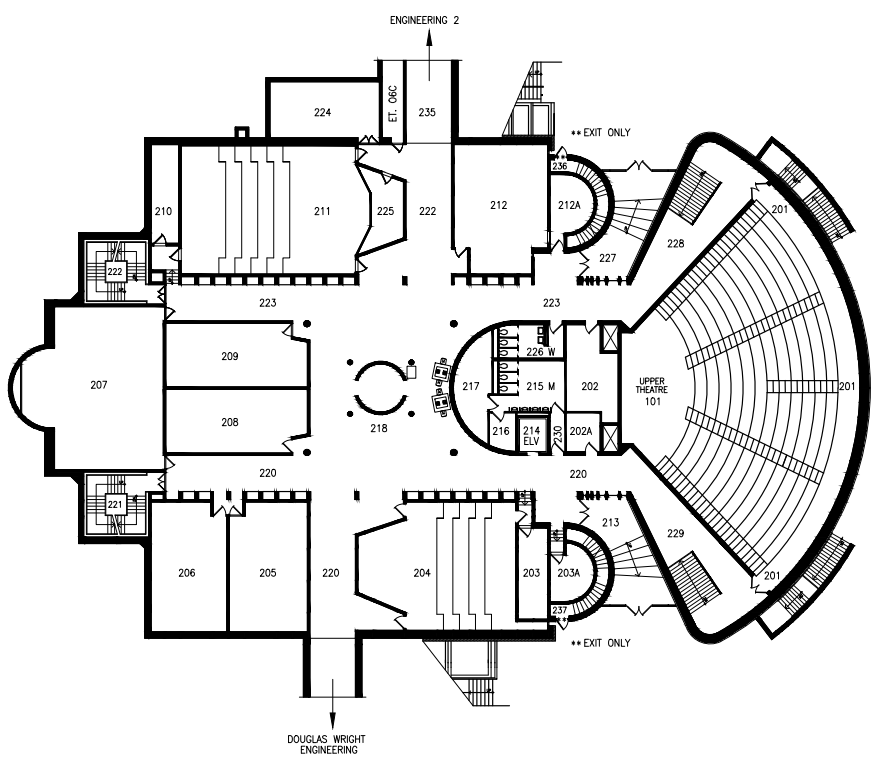 ENGINEERING 2
ET. 06C
224
235
**EXIT ONLY
236
210
211
225
222
212
212A
201
228
227
222
223
223
209
226 W
207
217
215 M
202
UPPER
THEATRE
101
201
208
218
216
214
ELV
230
202A
220
220
221
213
229
206
205
220
204
203
203A
201
237
**EXIT ONLY
DOUGLAS WRIGHT
ENGINEERING